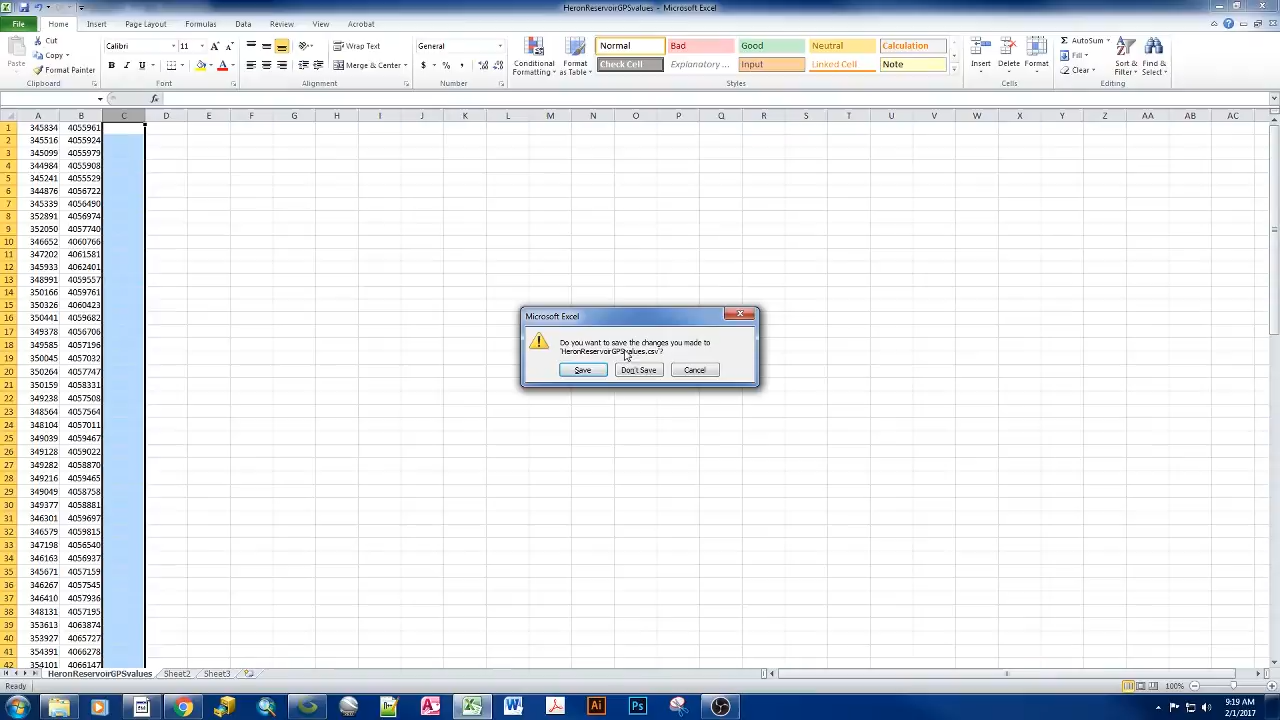 HeronReservoirGPSvalues - Microsoft Excel
File Home Insert Page Layout Formulas Data Review View Acrobat
Paste
Cut
Copy
Format Painter
Clipboard
Calibri 11
B I U
Font
Wrap Text
Merge & Center
Alignment
General
$ % ,
Number
Conditional Formatting
Format as Table
Normal Bad Good Neutral Calculation
Check Cell Explanatory ... Input Linked Cell Note
Styles
Insert Delete Format
Cells
AutoSum
Fill
Clear
Sort & Filter
Find & Select
Editing
fx
A B C D E F G H I J K L M N O P Q R S T U V W X Y Z AA AB AC
1 345834 4055961
2 345516 4055924
3 345099 4055979
4 344984 4055908
5 345241 4055529
6 344876 4056722
7 345339 4056490
8 352891 4056974
9 352050 4057740
10 346652 4060766
11 347202 4061581
12 345933 4062401
13 348991 4059557
14 350166 4059761
15 350326 4060423
16 350441 4059682
17 349378 4056706
18 349585 4057196
19 350045 4057032
20 350264 4057747
21 350159 4058331
22 349238 4057508
23 348564 4057564
24 348104 4057011
25 349039 4059467
26 349128 4059022
27 349282 4058870
28 349216 4059465
29 349049 4058758
30 349377 4058881
31 346301 4059697
32 346579 4059815
33 347198 4056540
34 346163 4056937
35 345671 4057159
36 346267 4057545
37 346410 4057936
38 348131 4057195
39 353613 4063874
40 353927 4065727
41 354391 4066278
42 354101 4066147
Microsoft Excel
Do you want to save the changes you made to
'HeronReservoirGPSvalues.csv'?
Save Don't Save Cancel
HeronReservoirGPSvalues Sheet2 Sheet3
Ready
100%
9:19 AM
2/1/2017